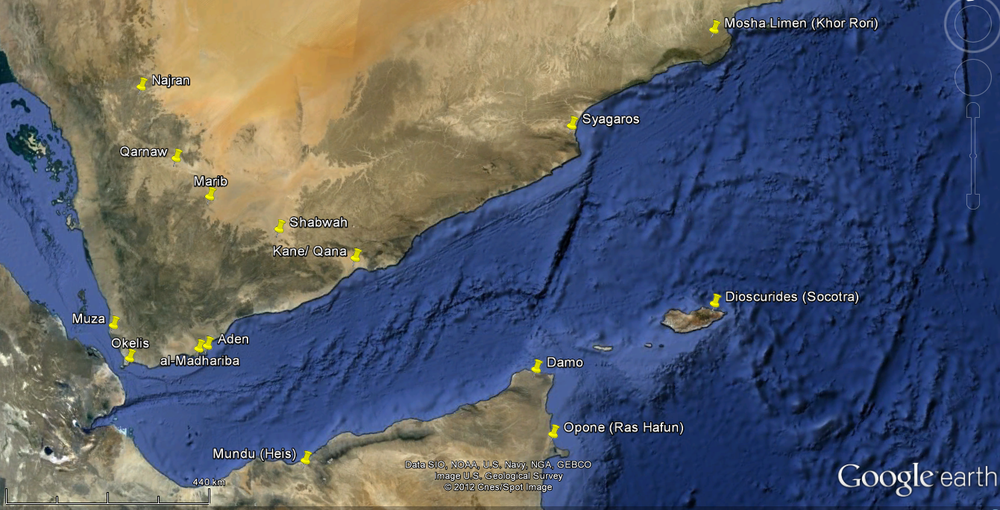 Mosha Limen (Khor Rori)
Najran
Syagaros
Qarnaw
Marib
Shabwah
Kane/ Qana
Dioscurides (Socotra)
Muza
Okelis
Aden
al-Madhariba
Damo
Opone (Ras Hafun)
Mundu (Heis)
Data SIO, NOAA, U.S. Navy, NGA, GEBCO
Image U.S. Geological Survey
© 2012 Cnes/Spot Image
440 km
Google earth